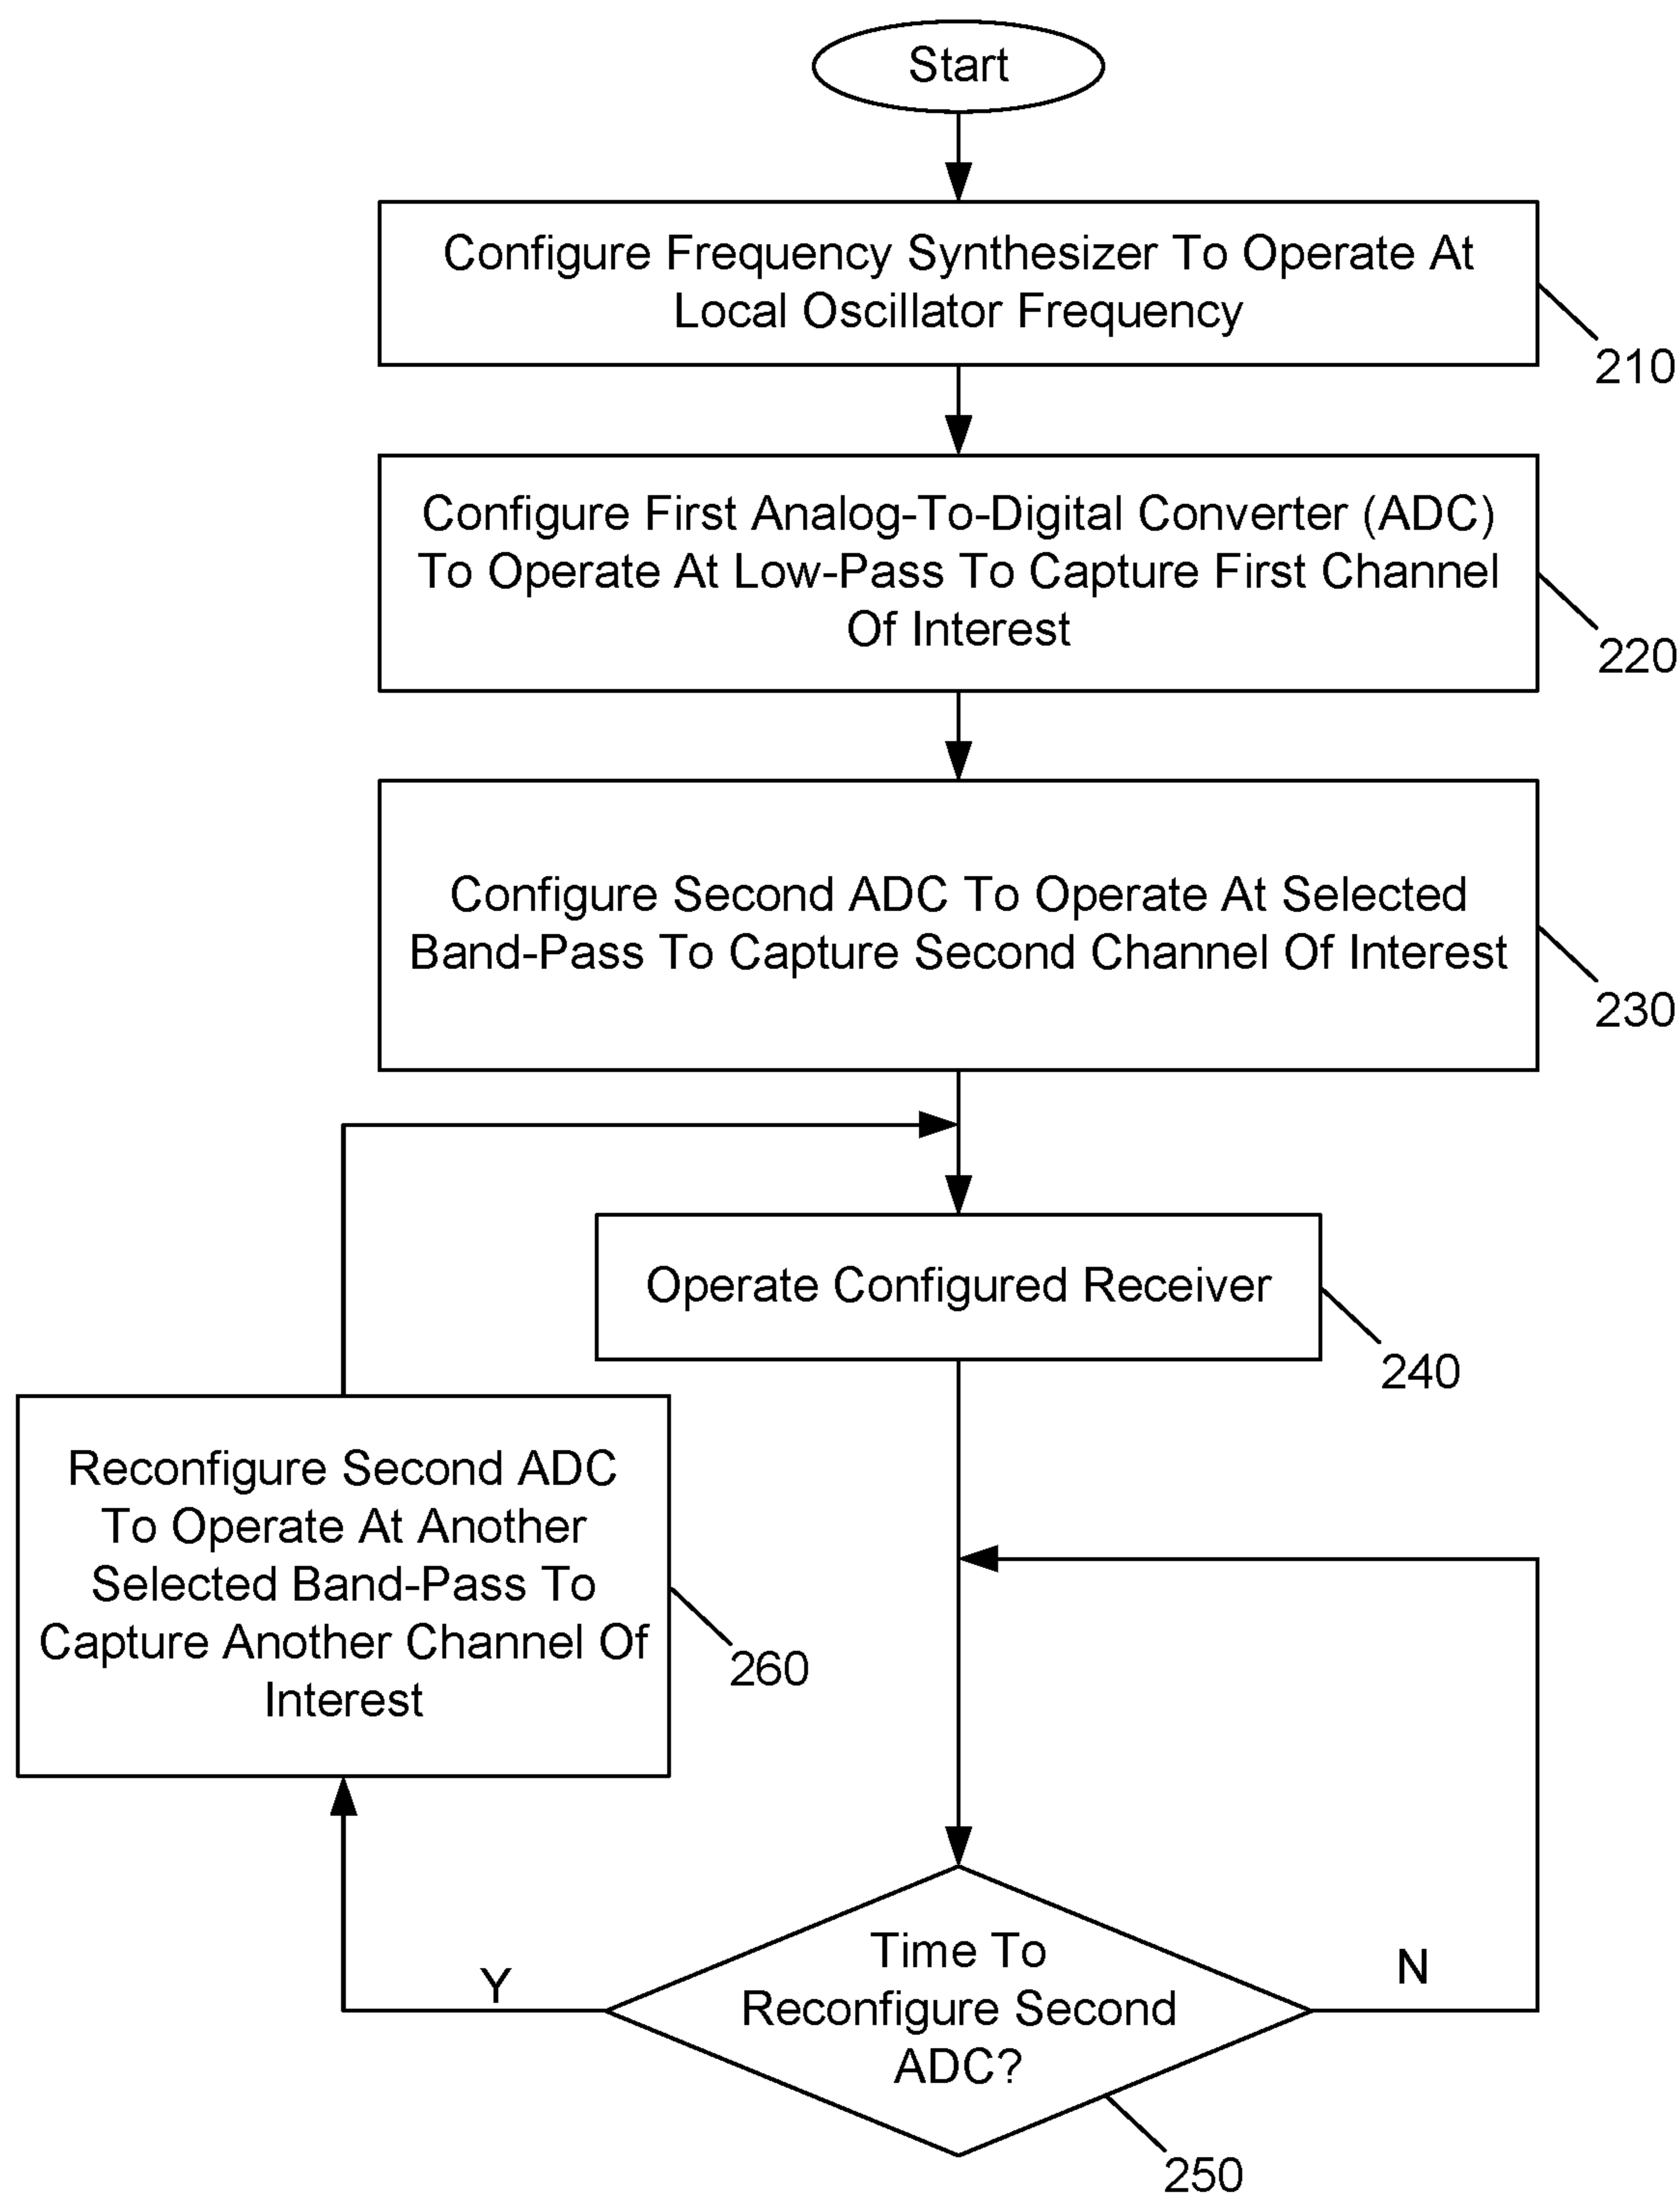 Start
Configure Frequency Synthesizer To Operate At
Local Oscillator Frequency
210
Configure First Analog-To-Digital Converter (ADC)
To Operate At Low-Pass To Capture First Channel
Of Interest
220
Configure Second ADC To Operate At Selected
Band-Pass To Capture Second Channel Of Interest
230
Operate Configured Receiver
240
Reconfigure Second ADC
To Operate At Another
Selected Band-Pass To
Capture Another Channel Of
Interest
260
Time To
Reconfigure Second
ADC?
Y
N
250